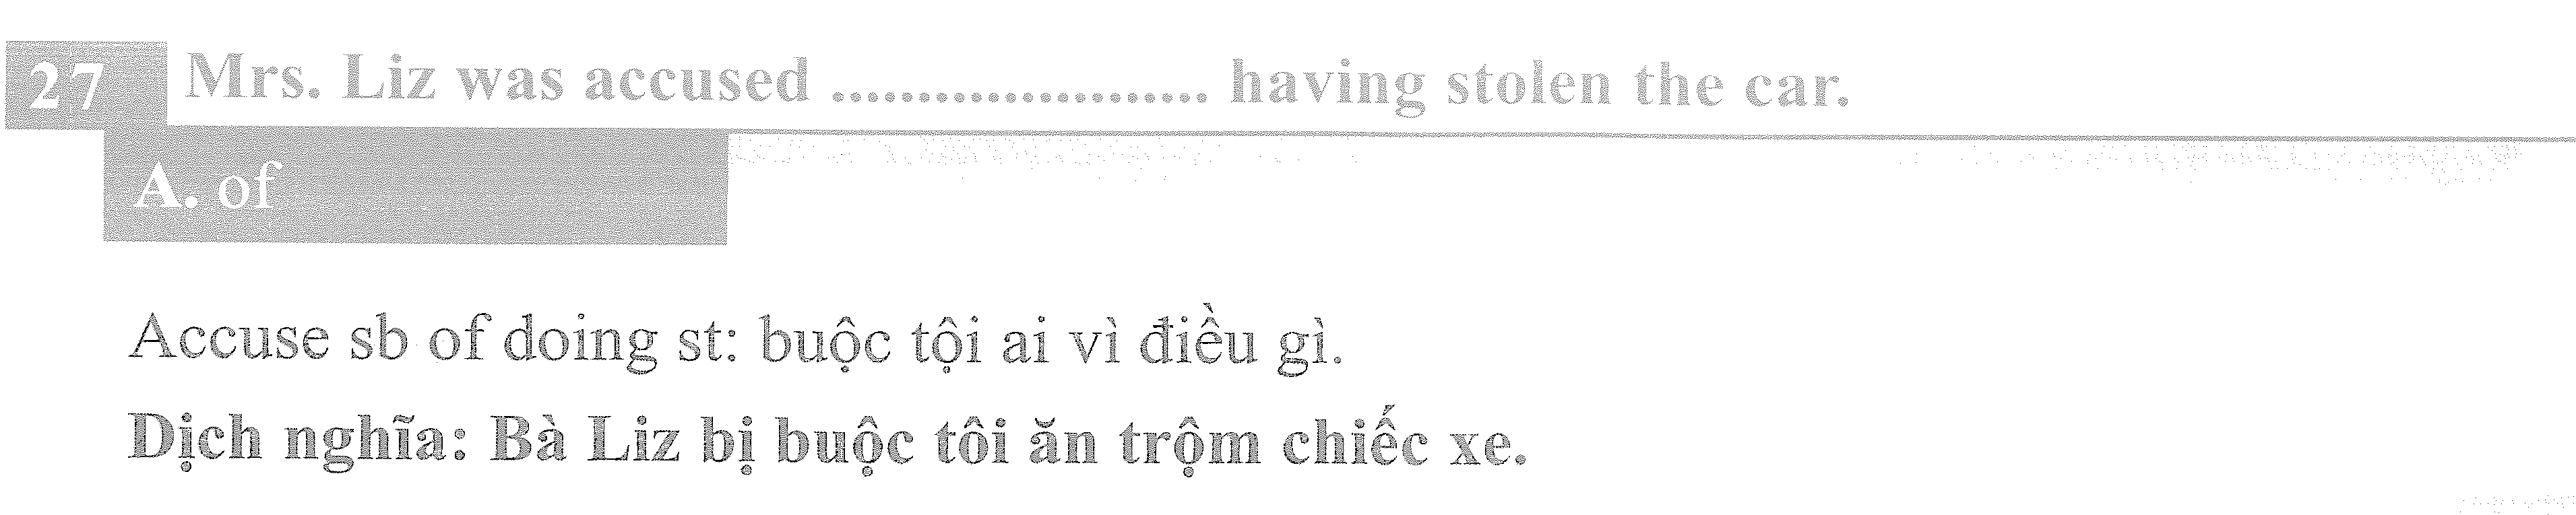 27 Mrs. Liz was accused ...................... having stolen the car.
A. of
Accuse sb of doing st: buộc tội ai vì điều gì.
Dịch nghĩa: Bà Liz bị buộc tôi ăn trộm chiếc xe.